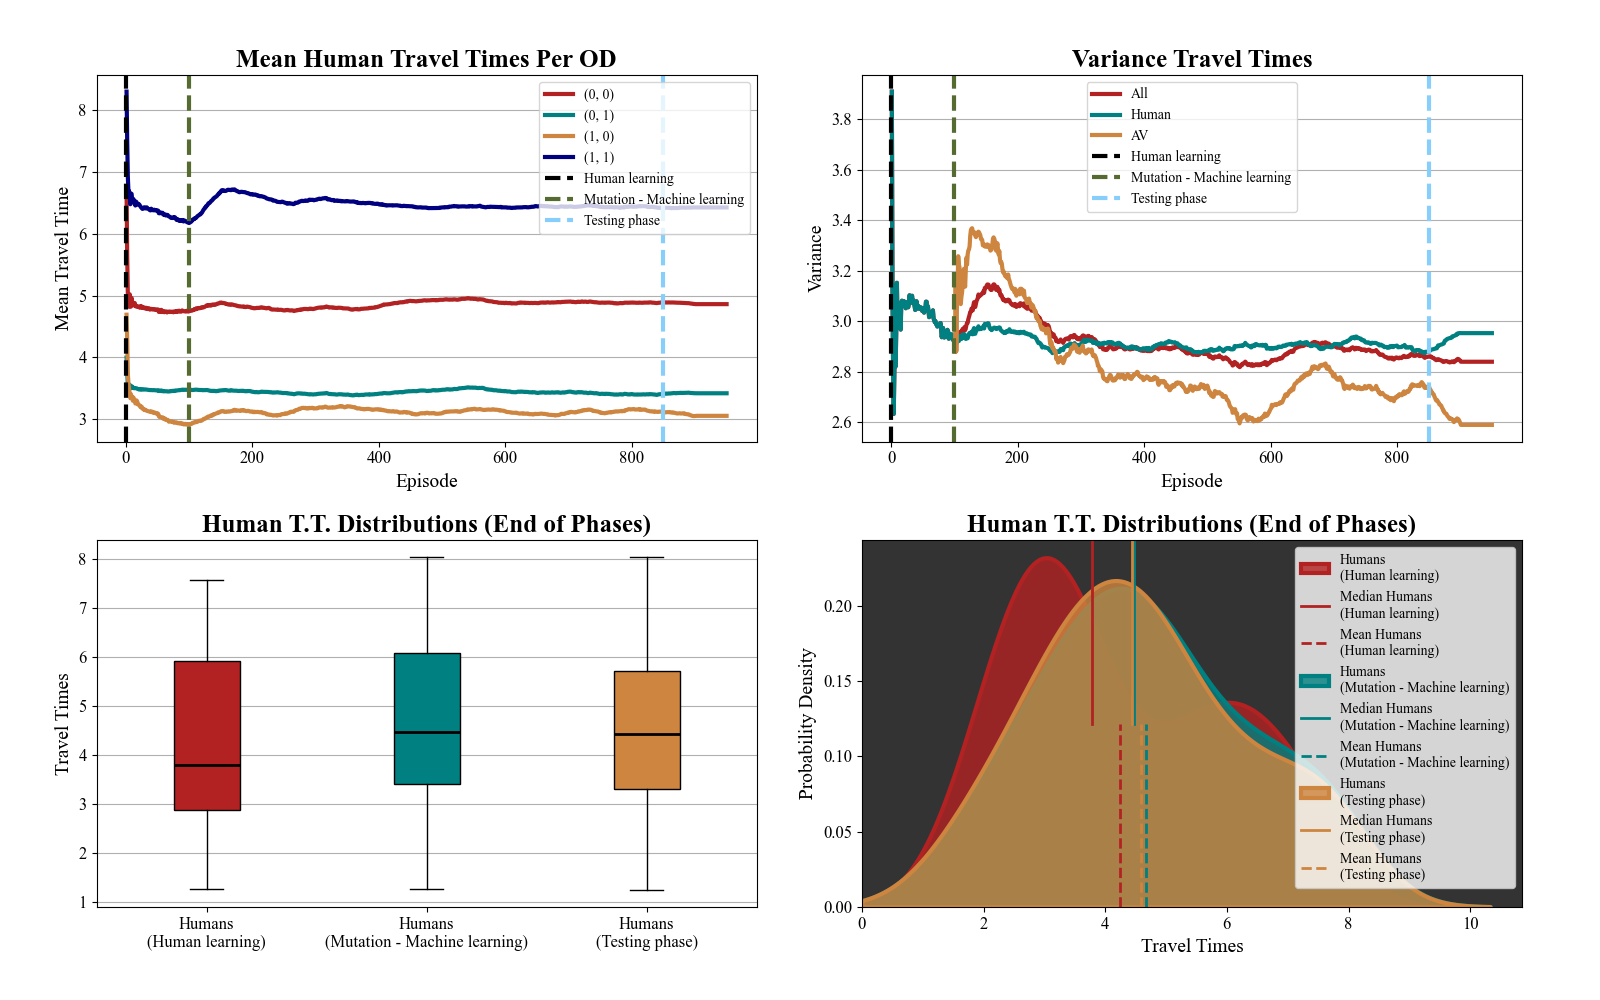 Mean Human Travel Times Per OD
Mean Travel Time
8
7
6
5
4
3
0 200 400 600 800
Episode
(0, 0)
(0, 1)
(1, 0)
(1, 1)
Human learning
Mutation - Machine learning
Testing phase
Variance Travel Times
Variance
3.8
3.6
3.4
3.2
3.0
2.8
2.6
0 200 400 600 800
Episode
All
Human
AV
Human learning
Mutation - Machine learning
Testing phase
Human T.T. Distributions (End of Phases)
Travel Times
8
7
6
5
4
3
2
1
Humans
(Human learning)
Humans
(Mutation - Machine learning)
Humans
(Testing phase)
Human T.T. Distributions (End of Phases)
Probability Density
0.20
0.15
0.10
0.05
0.00
0 2 4 6 8 10
Travel Times
Humans
(Human learning)
Median Humans
(Human learning)
Mean Humans
(Human learning)
Humans
(Mutation - Machine learning)
Median Humans
(Mutation - Machine learning)
Mean Humans
(Mutation - Machine learning)
Humans
(Testing phase)
Median Humans
(Testing phase)
Mean Humans
(Testing phase)